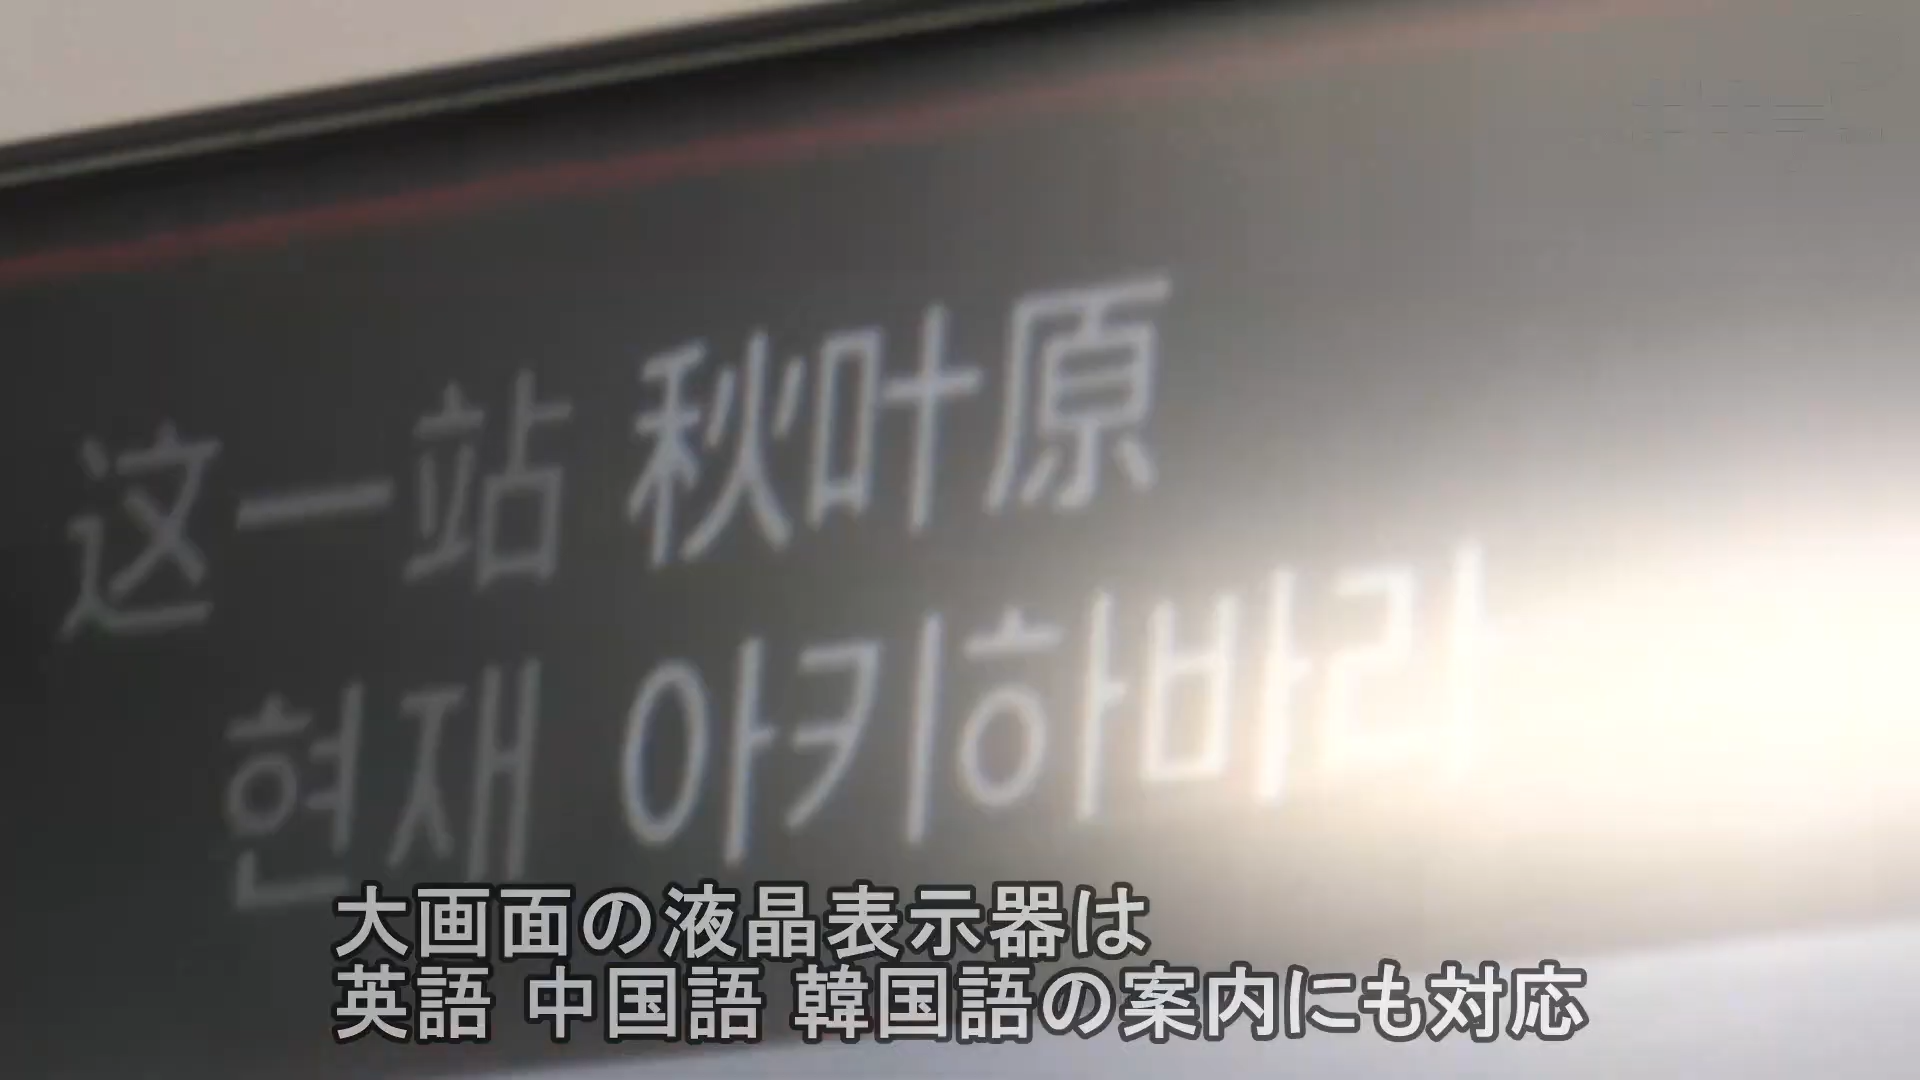 这一站 秋叶原
현재 아키하바라
大画面の液晶表示器は
英語 中国語 韓国語の案内にも対応